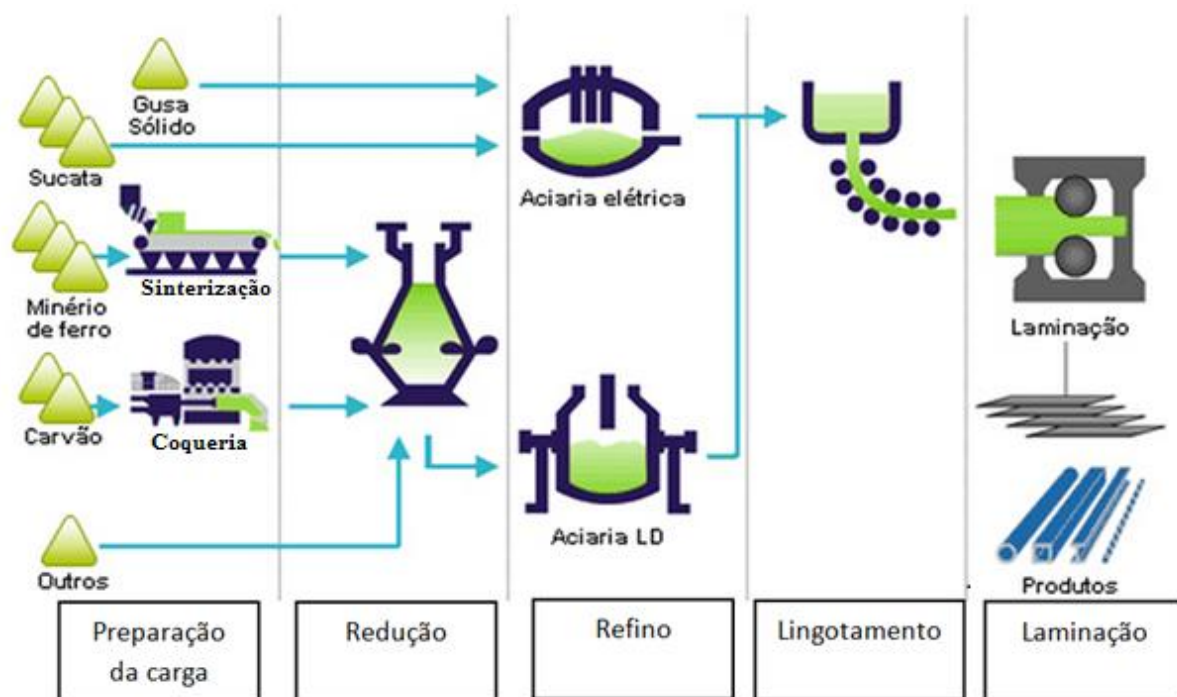 Gusa
Sólido
Sucata
Aciaria elétrica
Sinterização
Minério
de ferro
Laminação
Carvão
Coqueria
Aciaria LD
Outros
Produtos
Preparação
da carga
Redução
Refino
Lingotamento
Laminação